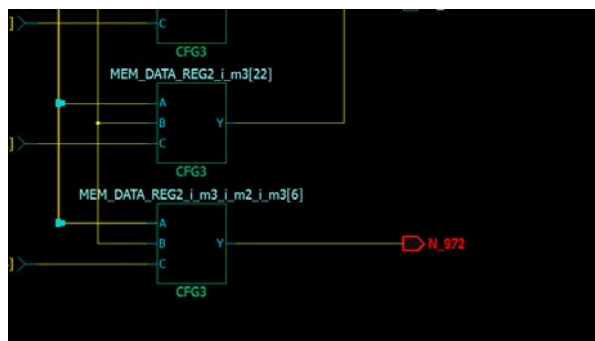 ]
C
CFG3
MEM_DATA_REG2_i_m3[22]
A
B
Y
]
C
CFG3
MEM_DATA_REG2_i_m3_i_m2_i_m3[6]
A
B
Y
N_972
]
C
CFG3